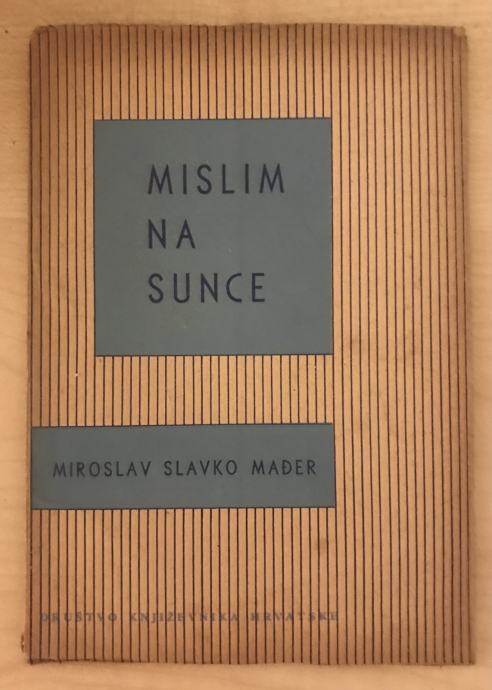 MISLIM
NA
SUNCE
MIROSLAV SLAVKO MAĐER
DRUŠTVO KNJIŽEVNIKA HRVATSKE